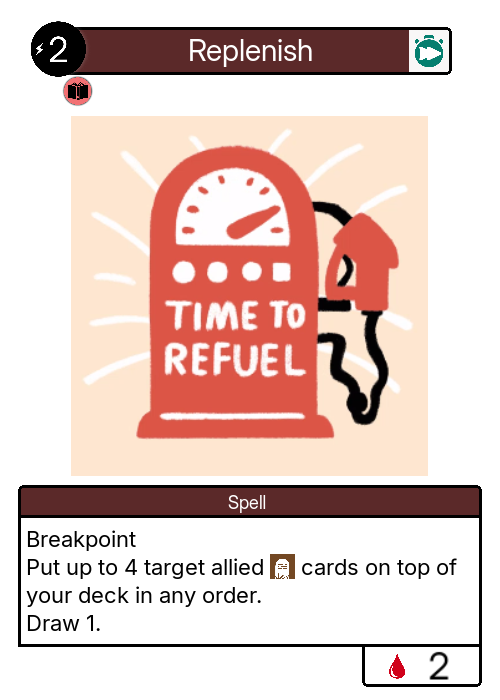 2
Replenish
TIME TO
REFUEL
Spell
Breakpoint
Put up to 4 target allied cards on top of
your deck in any order.
Draw 1.
2